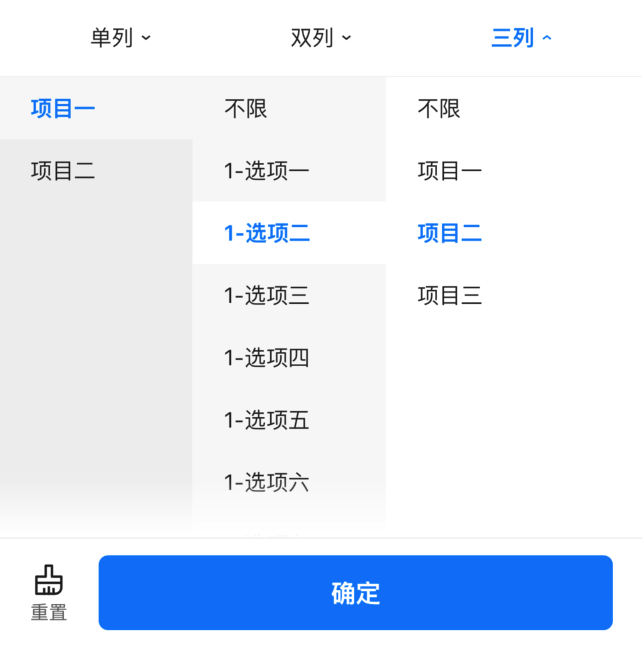 单列
双列
三列
项目一
项目二
不限
1-选项一
1-选项二
1-选项三
1-选项四
1-选项五
1-选项六
不限
项目一
项目二
项目三
重置
确定